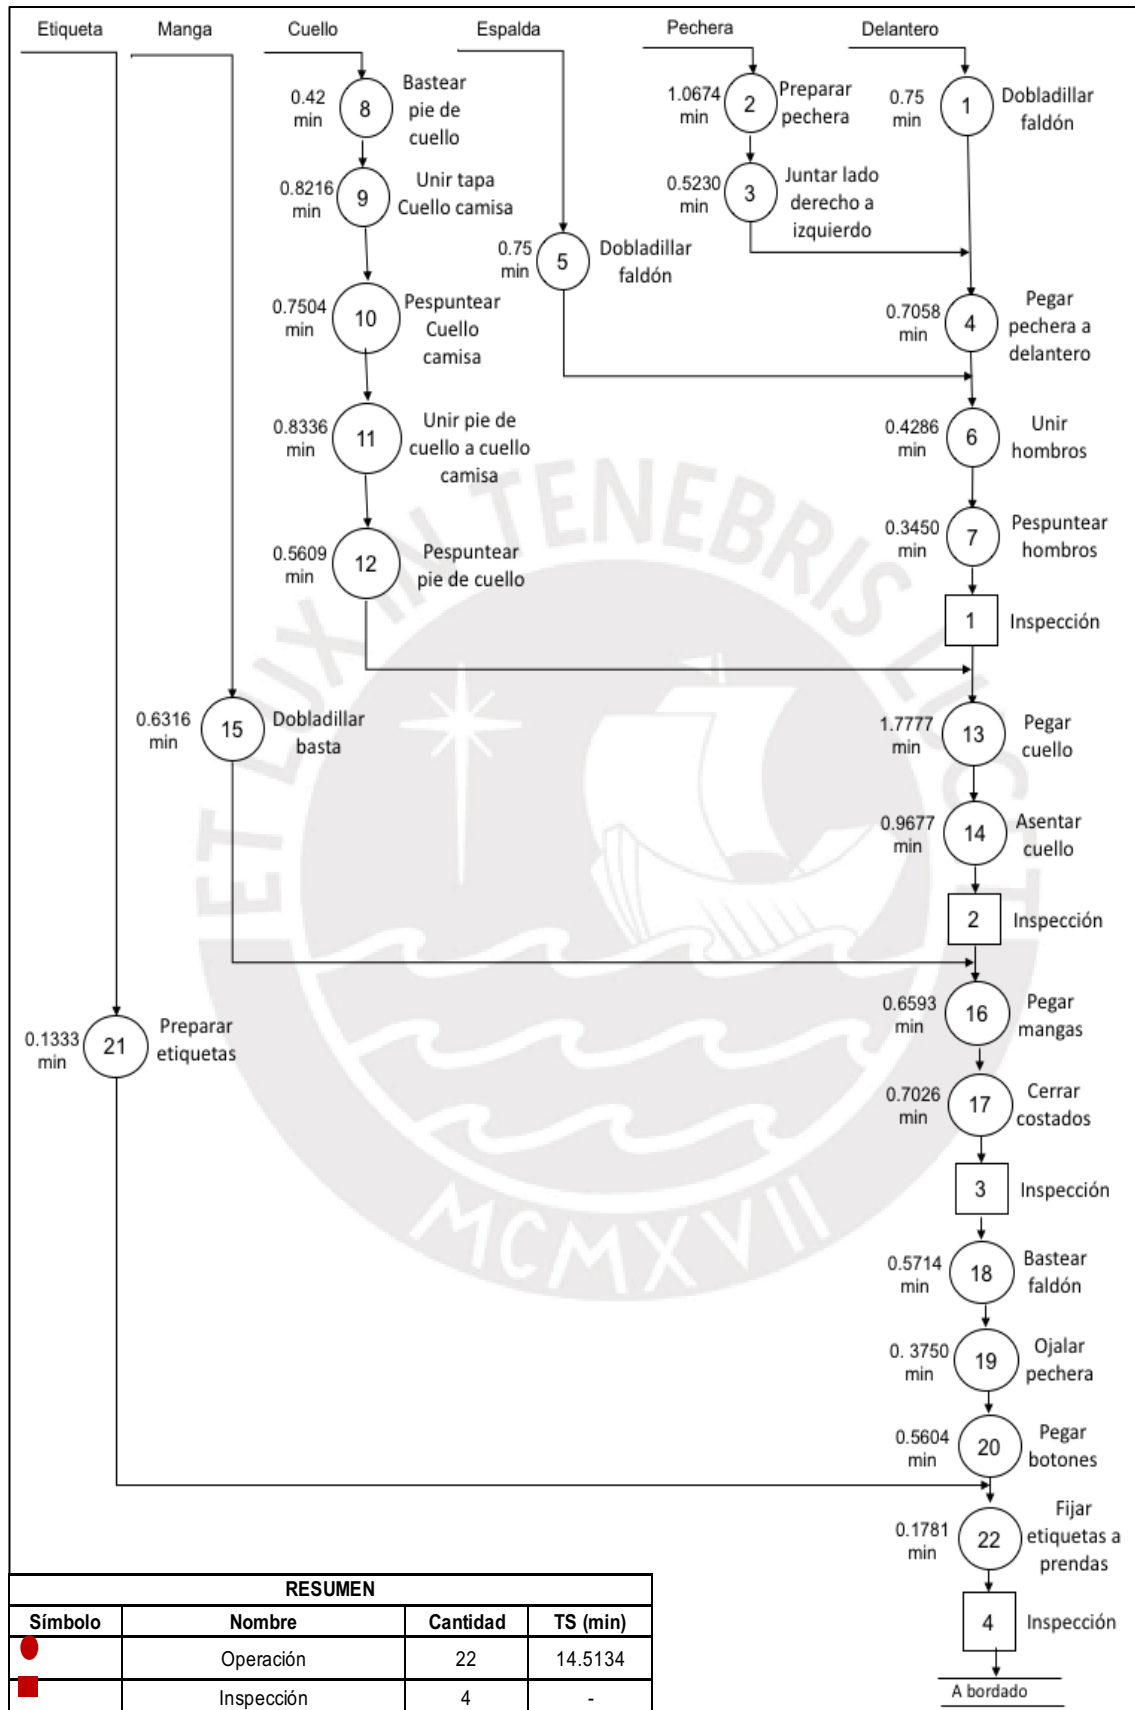 Etiqueta
Manga
Cuello
Espalda
Pechera
Delantero
0.42
min
8
Bastear
pie de
cuello
1.0674
min
2
Preparar
pechera
0.75
min
1
Dobladillar
faldón
0.8216
min
9
Unir tapa
Cuello camisa
0.5230
min
3
Juntar lado
derecho a
izquierdo
0.75
min
5
Dobladillar
faldón
0.7504
min
10
Pespuntear
Cuello
camisa
0.7058
min
4
Pegar
pechera a
delantero
0.8336
min
11
Unir pie de
cuello a cuello
camisa
0.4286
min
6
Unir
hombros
0.5609
min
12
Pespuntear
pie de cuello
0.3450
min
7
Pespuntear
hombros
1
Inspección
0.6316
min
15
Dobladillar
basta
1.7777
min
13
Pegar
cuello
0.9677
min
14
Asentar
cuello
2
Inspección
0.1333
min
21
Preparar
etiquetas
0.6593
min
16
Pegar
mangas
0.7026
min
17
Cerrar
costados
3
Inspección
0.5714
min
18
Bastear
faldón
0. 3750
min
19
Ojalar
pechera
0.5604
min
20
Pegar
botones
0.1781
min
22
Fijar
etiquetas a
prendas
4
Inspección
A bordado
ET LUX IN TENEBRIS LUCET
MCMXVII
RESUMEN
Símbolo Nombre Cantidad TS (min)
Operación 22 14.5134
Inspección 4 -